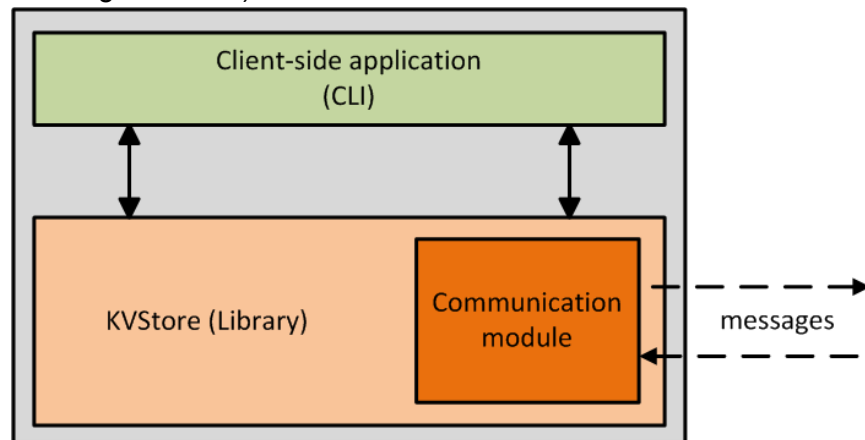 Client-side application
(CLI)
KVStore (Library)
Communication
module
messages